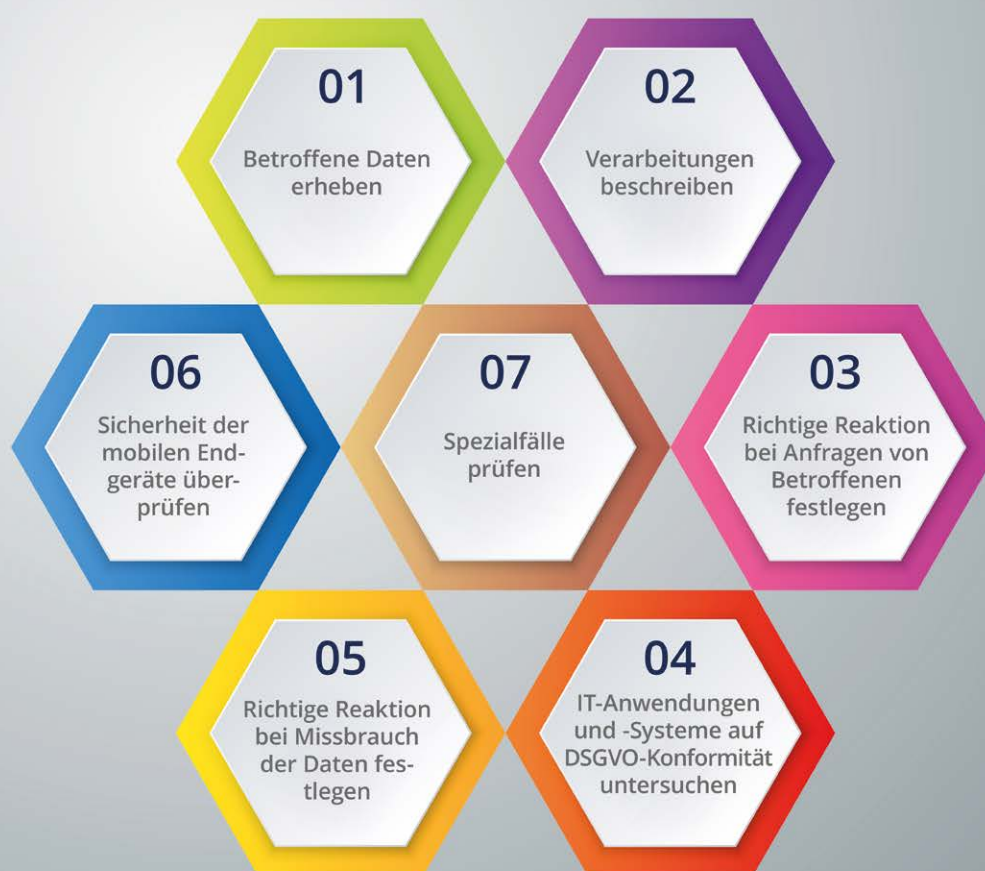 01
Betroffene Daten
erheben
02
Verarbeitungen
beschreiben
06
Sicherheit der
mobilen End-
geräte über-
prüfen
07
Spezialfälle
prüfen
03
Richtige Reaktion
bei Anfragen von
Betroffenen
festlegen
05
Richtige Reaktion
bei Missbrauch
der Daten fes-
tlegen
04
IT-Anwendungen
und -Systeme auf
DSGVO-Konformität
untersuchen